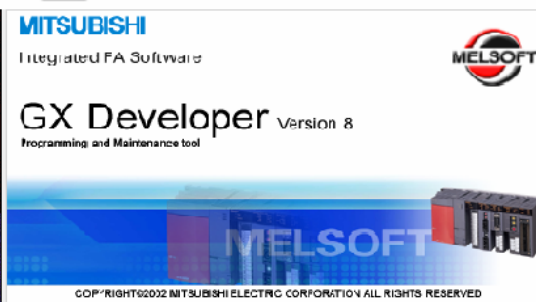 MITSUBISHI
Integrated FA Software
MELSOFT
GX Developer Version 8
Programming and Maintenance tool
MELSOFT
COPYRIGHT©2002 MITSUBISHI ELECTRIC CORPORATION ALL RIGHTS RESERVED